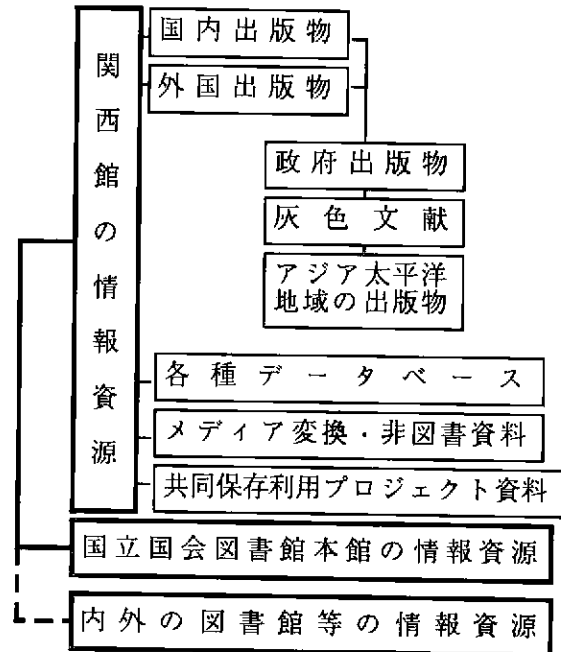 関西館の情報資源
国内出版物
外国出版物
政府出版物
灰色文献
アジア太平洋
地域の出版物
各種データベース
メディア変換・非図書資料
共同保存利用プロジェクト資料
国立国会図書館本館の情報資源
内外の図書館等の情報資源